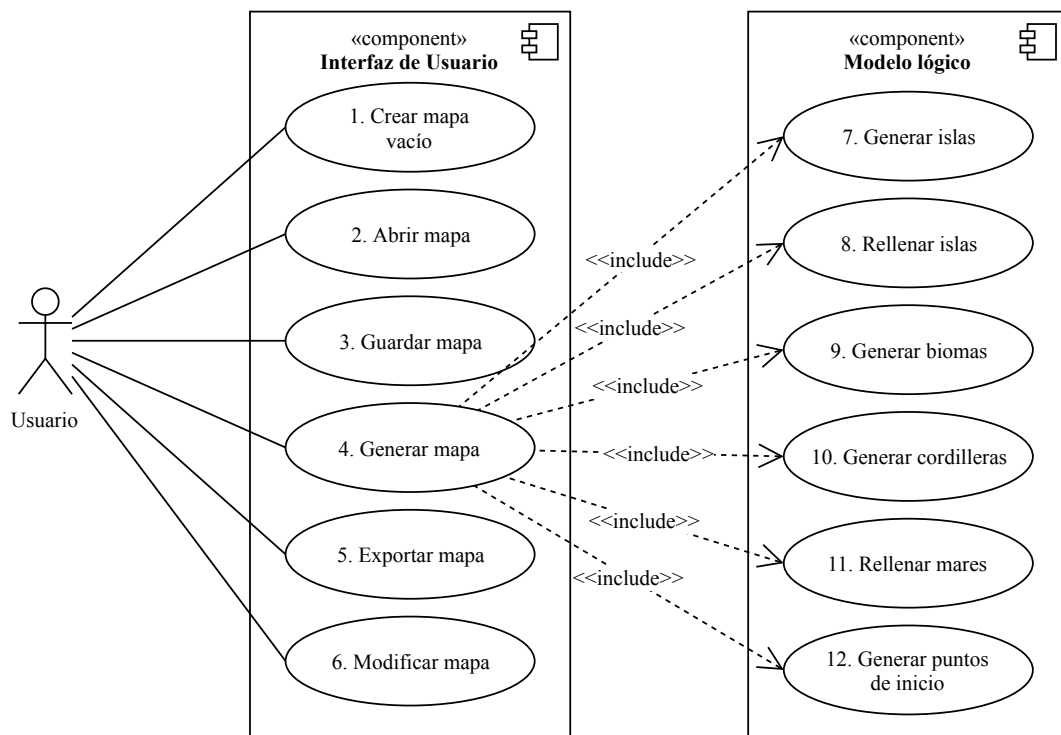 «component»
Interfaz de Usuario
1. Crear mapa
vacío
2. Abrir mapa
3. Guardar mapa
4. Generar mapa
5. Exportar mapa
6. Modificar mapa
Usuario
<<include>>
<<include>>
<<include>>
<<include>>
<<include>>
<<include>>
«component»
Modelo lógico
7. Generar islas
8. Rellenar islas
9. Generar biomas
10. Generar cordilleras
11. Rellenar mares
12. Generar puntos
de inicio